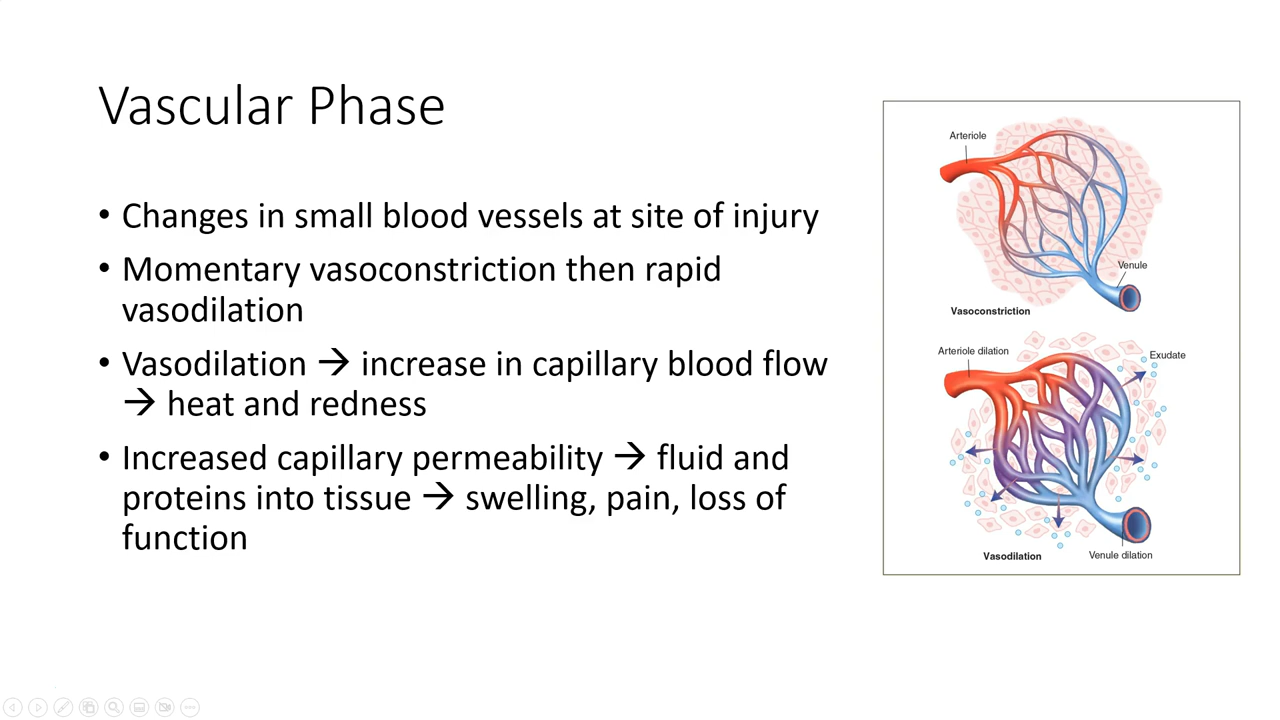 Vascular Phase
• Changes in small blood vessels at site of injury
• Momentary vasoconstriction then rapid
vasodilation
• Vasodilation → increase in capillary blood flow
→ heat and redness
• Increased capillary permeability → fluid and
proteins into tissue → swelling, pain, loss of
function
Arteriole
Venule
Vasoconstriction
Arteriole dilation
Exudate
Vasodilation
Venule dilation